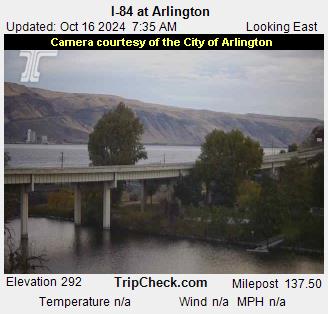 I-84 at Arlington
Updated: Oct 16 2024 7:35 AM Looking East
Camera courtesy of the City of Arlington
Elevation 292 TripCheck.com Milepost 137.50
Temperature n/a Wind n/a MPH n/a